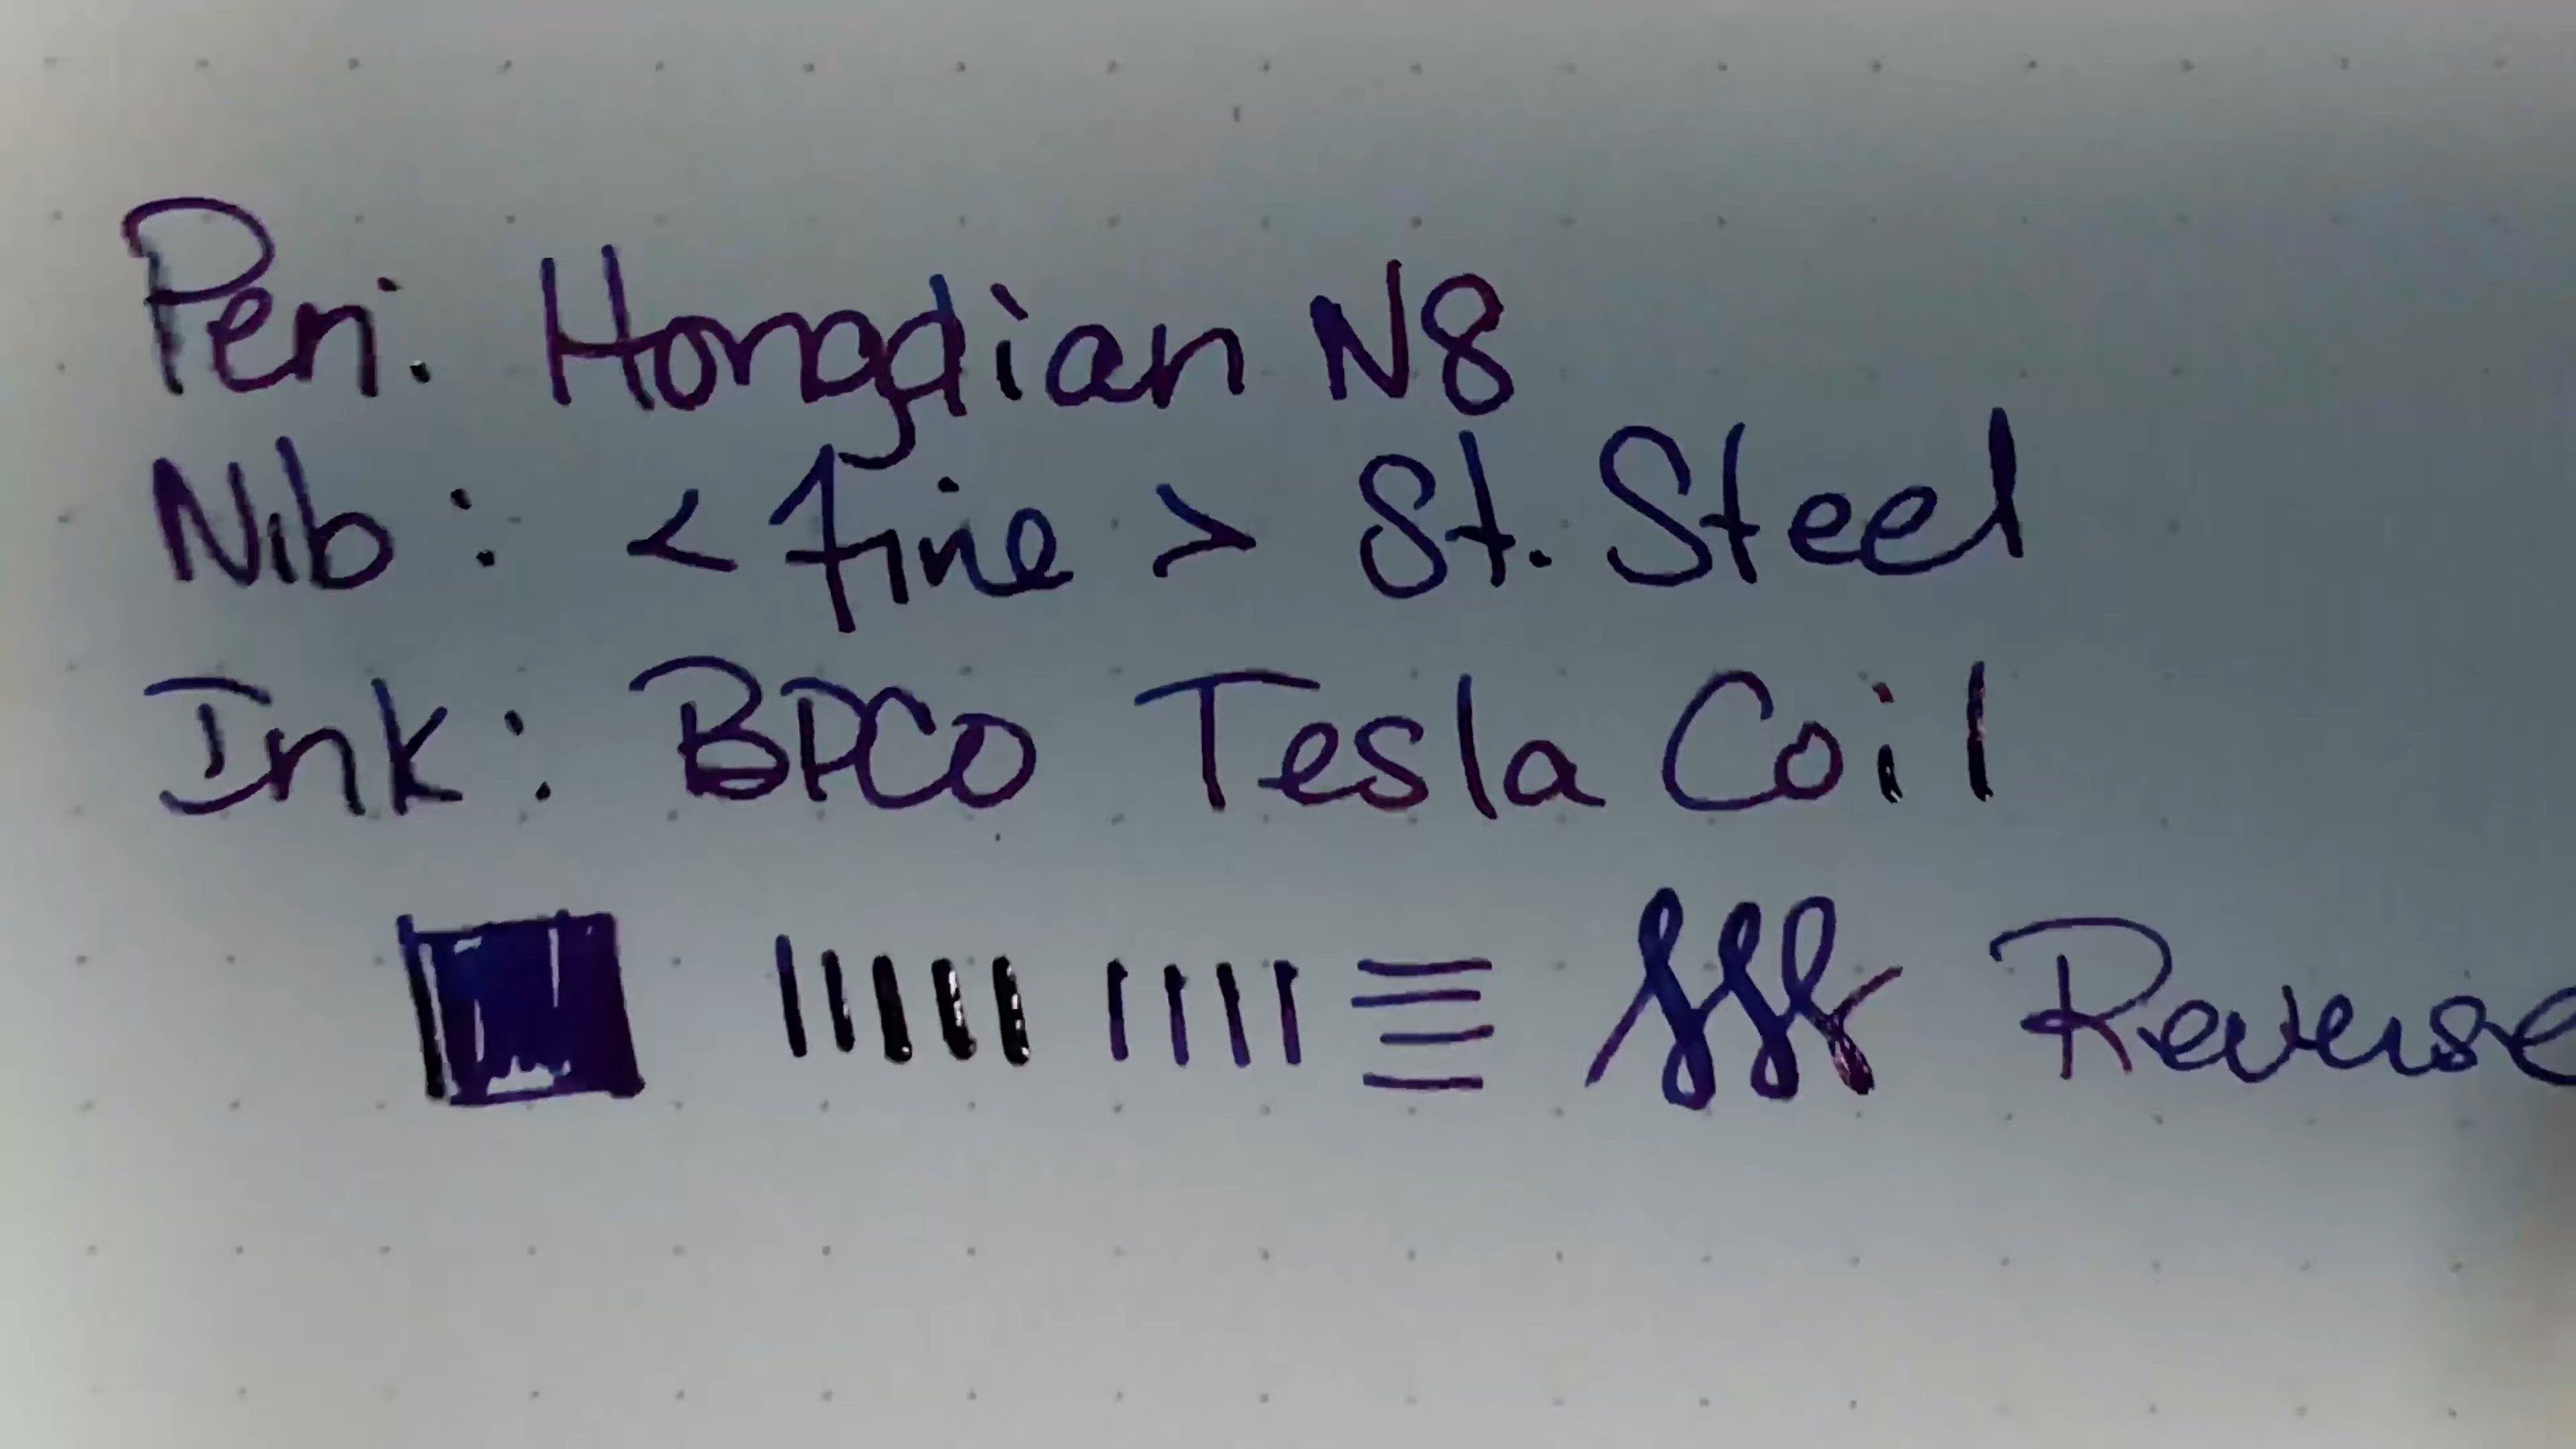 Pen: Hongdian N8
Nib: < fine > St. Steel
Ink: BPCO Tesla Coil
Reverse